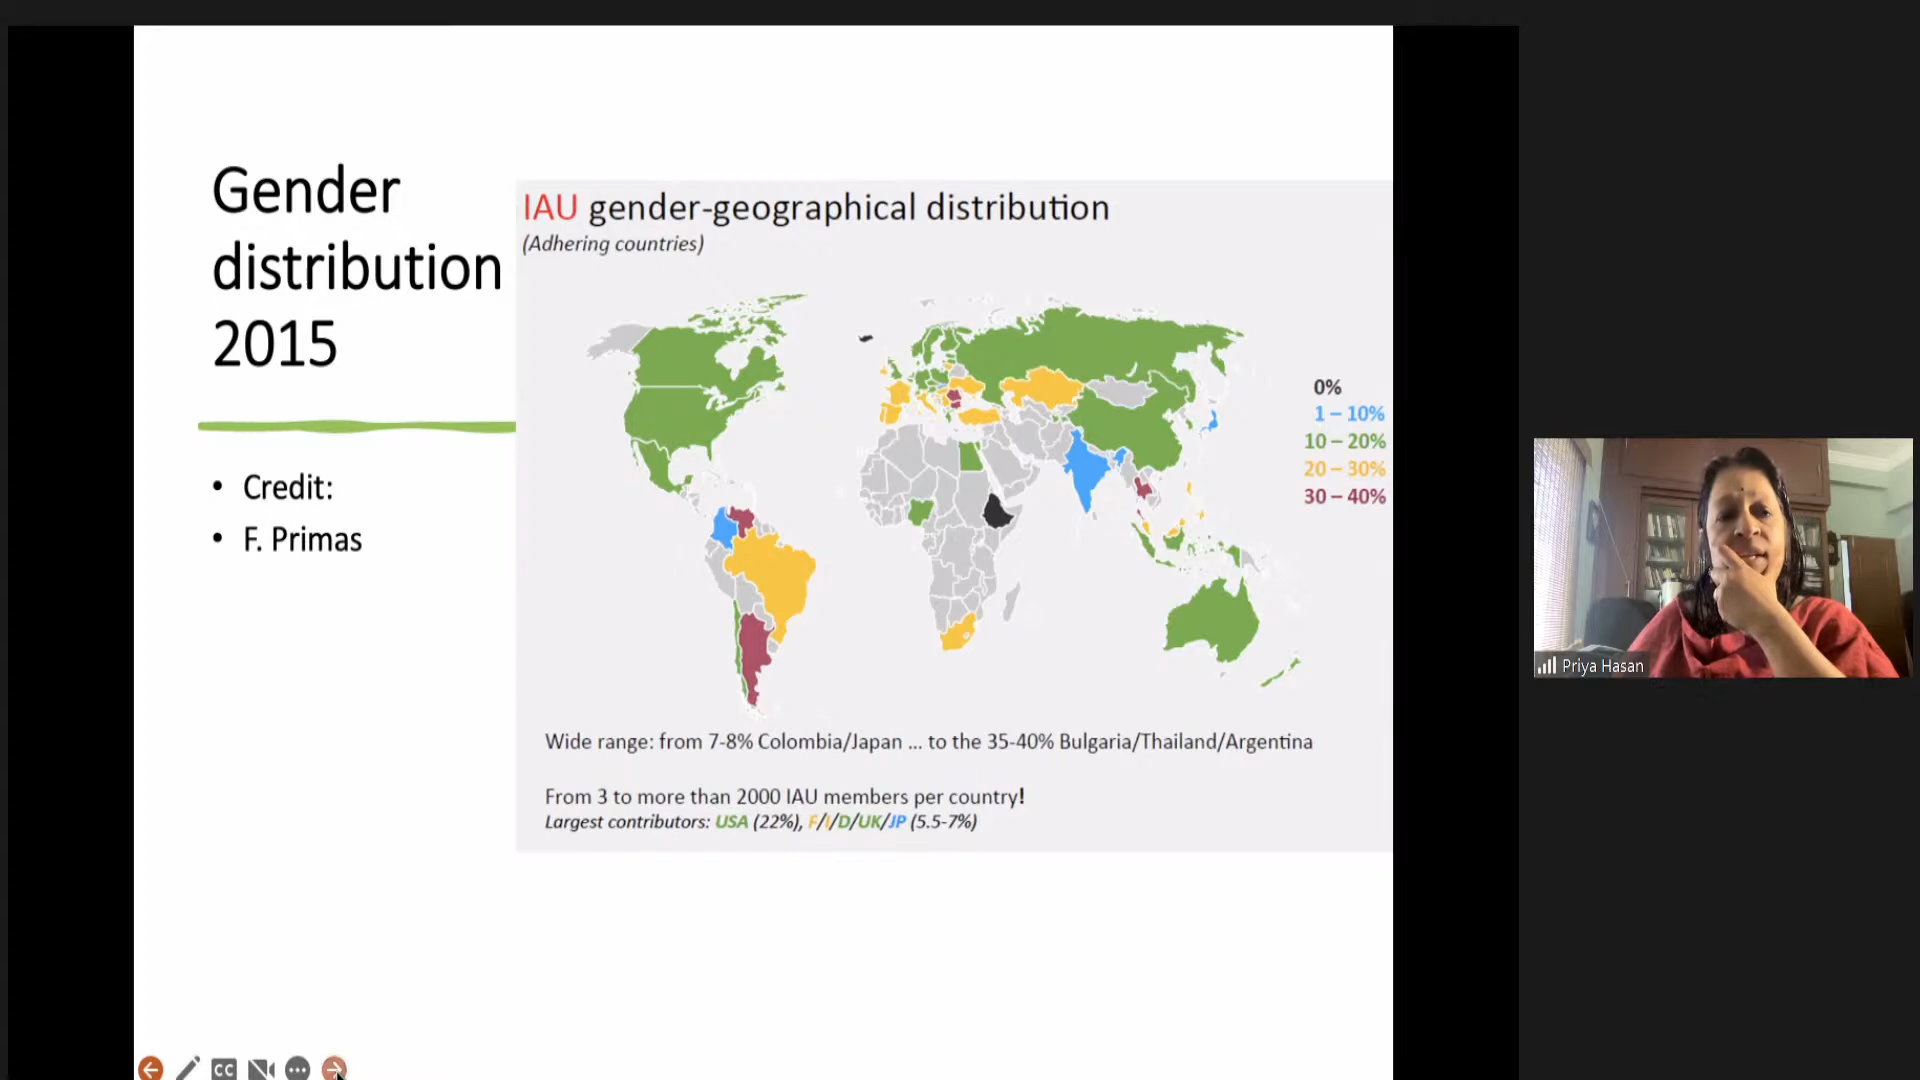 Gender
distribution
2015
• Credit:
• F. Primas
IAU gender-geographical distribution
(Adhering countries)
0%
1 – 10%
10 – 20%
20 – 30%
30 – 40%
Wide range: from 7-8% Colombia/Japan ... to the 35-40% Bulgaria/Thailand/Argentina
From 3 to more than 2000 IAU members per country!
Largest contributors: USA (22%), F/I/D/UK/JP (5.5-7%)
Priya Hasan
CC